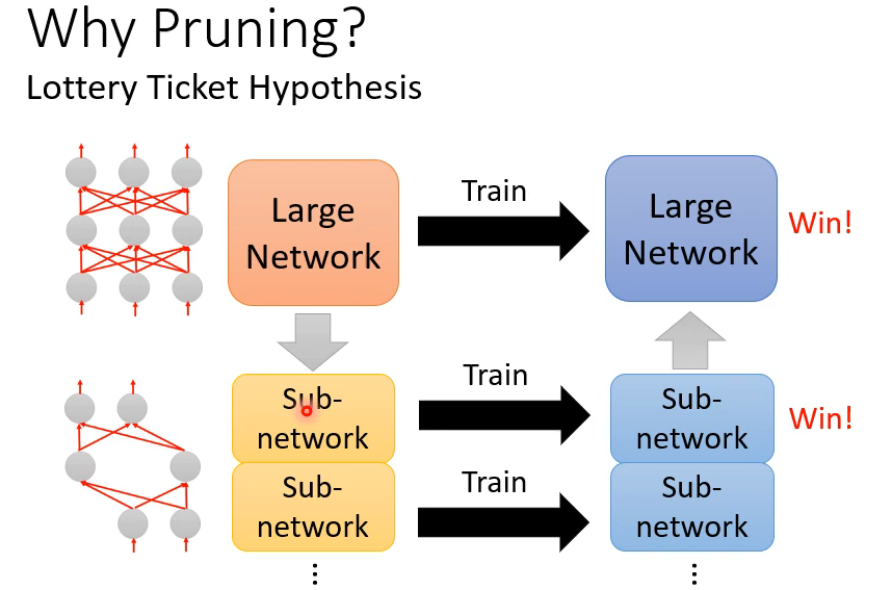 Why Pruning?
Lottery Ticket Hypothesis
Large
Network
Train
Large
Network
Win!
Sub-
network
Train
Sub-
network
Win!
Sub-
network
Train
Sub-
network
⋮
⋮